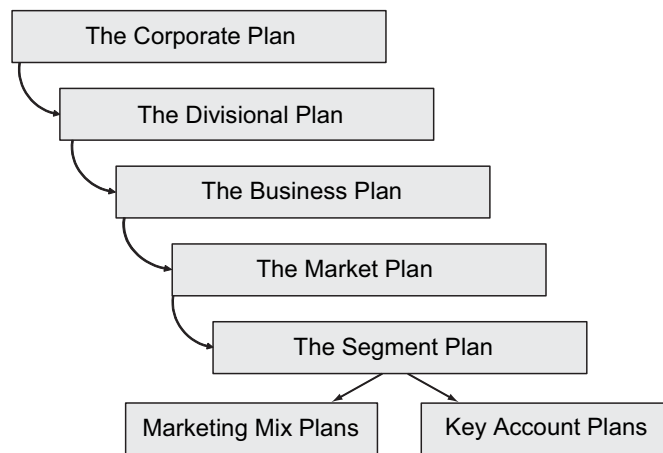 The Corporate Plan
The Divisional Plan
The Business Plan
The Market Plan
The Segment Plan
Marketing Mix Plans
Key Account Plans